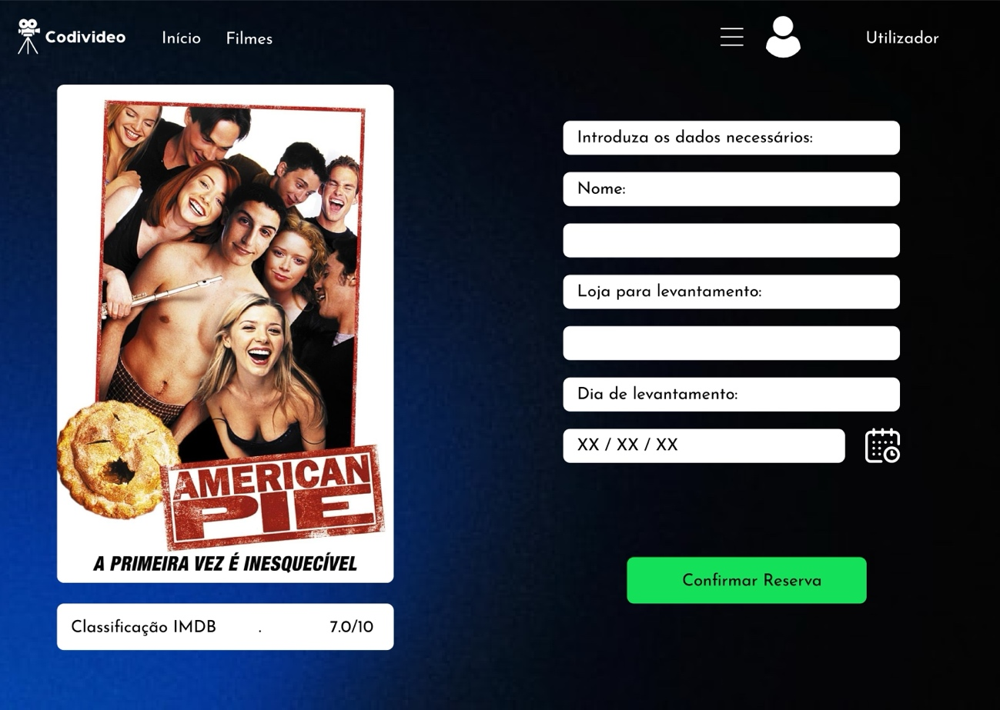 Codivideo
Início
Filmes
Utilizador
AMERICAN
PIE
A PRIMEIRA VEZ É INESQUECÍVEL
Classificação IMDB . 7.0/10
Introduza os dados necessários:
Nome:
Loja para levantamento:
Dia de levantamento:
XX / XX / XX
Confirmar Reserva